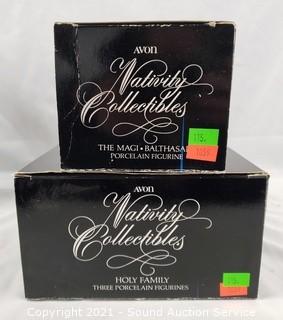 AVON
Nativity
Collectibles
THE MAGI • BALTHASAR
PORCELAIN FIGURINE
AVON
Nativity
Collectibles
HOLY FAMILY
THREE PORCELAIN FIGURINES
Copyright 2021 - Sound Auction Service